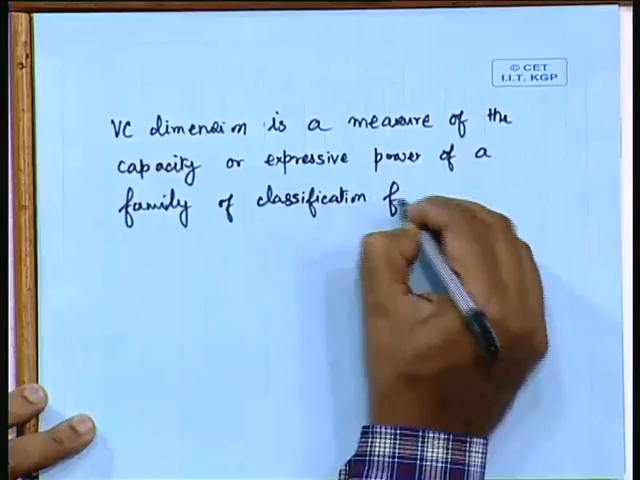 © CET
I.I.T. KGP
VC dimension is a measure of the
capacity or expressive power of a
family of classification f